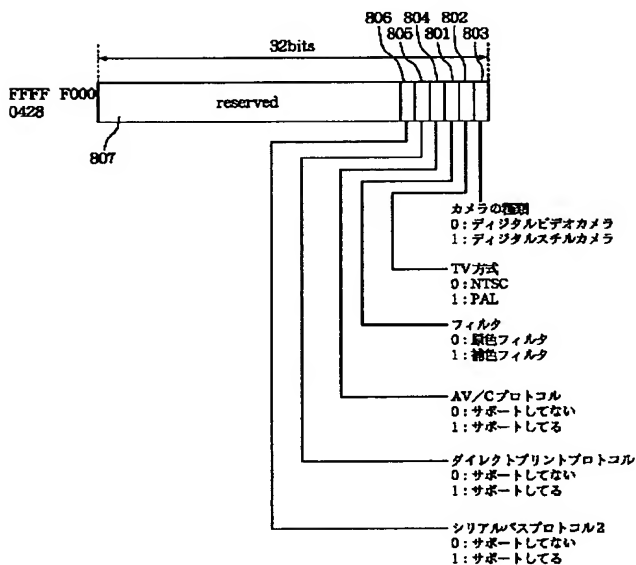 806 804 802
805 801 803
32bits
FFFF F000
0428
reserved
807
カメラの種類
0:ディジタルビデオカメラ
1:ディジタルスチルカメラ
TV方式
0:NTSC
1:PAL
フィルタ
0:原色フィルタ
1:補色フィルタ
AV/Cプロトコル
0:サポートしてない
1:サポートしてる
ダイレクトプリントプロトコル
0:サポートしてない
1:サポートしてる
シリアルバスプロトコル2
0:サポートしてない
1:サポートしてる